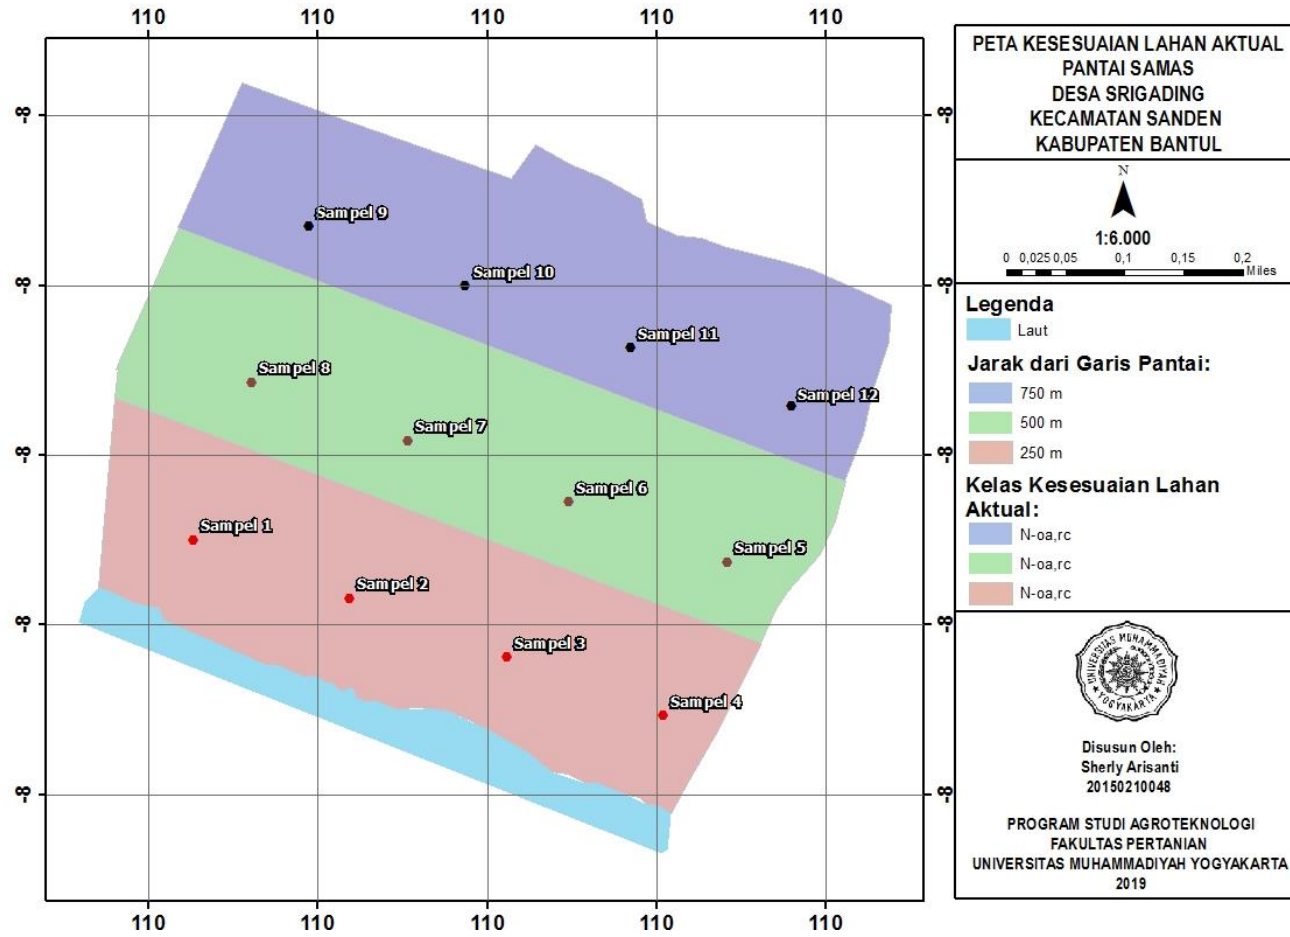 110 110 110 110 110
-8
-8
-8
-8
-8
-8
-8
-8
-8
-8
110 110 110 110 110
Sampel 9
Sampel 10
Sampel 11
Sampel 12
Sampel 8
Sampel 7
Sampel 6
Sampel 5
Sampel 1
Sampel 2
Sampel 3
Sampel 4
PETA KESESUAIAN LAHAN AKTUAL
PANTAI SAMAS
DESA SRIGADING
KECAMATAN SANDEN
KABUPATEN BANTUL
N
1:6.000
0 0,025 0,05 0,1 0,15 0,2
Miles
Legenda
Laut
Jarak dari Garis Pantai:
750 m
500 m
250 m
Kelas Kesesuaian Lahan
Aktual:
N-oa,rc
N-oa,rc
N-oa,rc
UNIVERSITAS MUHAMMADIYAH
YOGYAKARTA
Disusun Oleh:
Sherly Arisanti
20150210048
PROGRAM STUDI AGROTEKNOLOGI
FAKULTAS PERTANIAN
UNIVERSITAS MUHAMMADIYAH YOGYAKARTA
2019